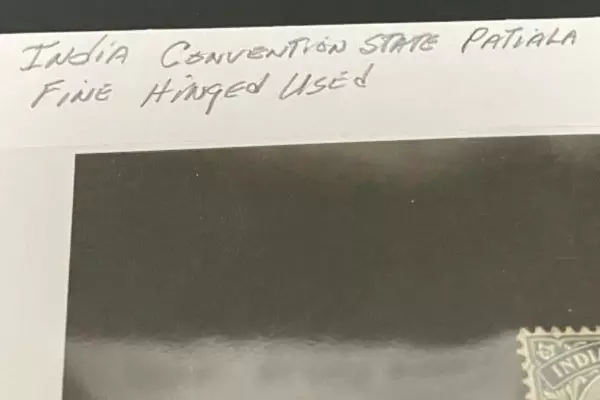 INDIA CONVENTION STATE PATIALA
FINE HINGED USED
INDIA